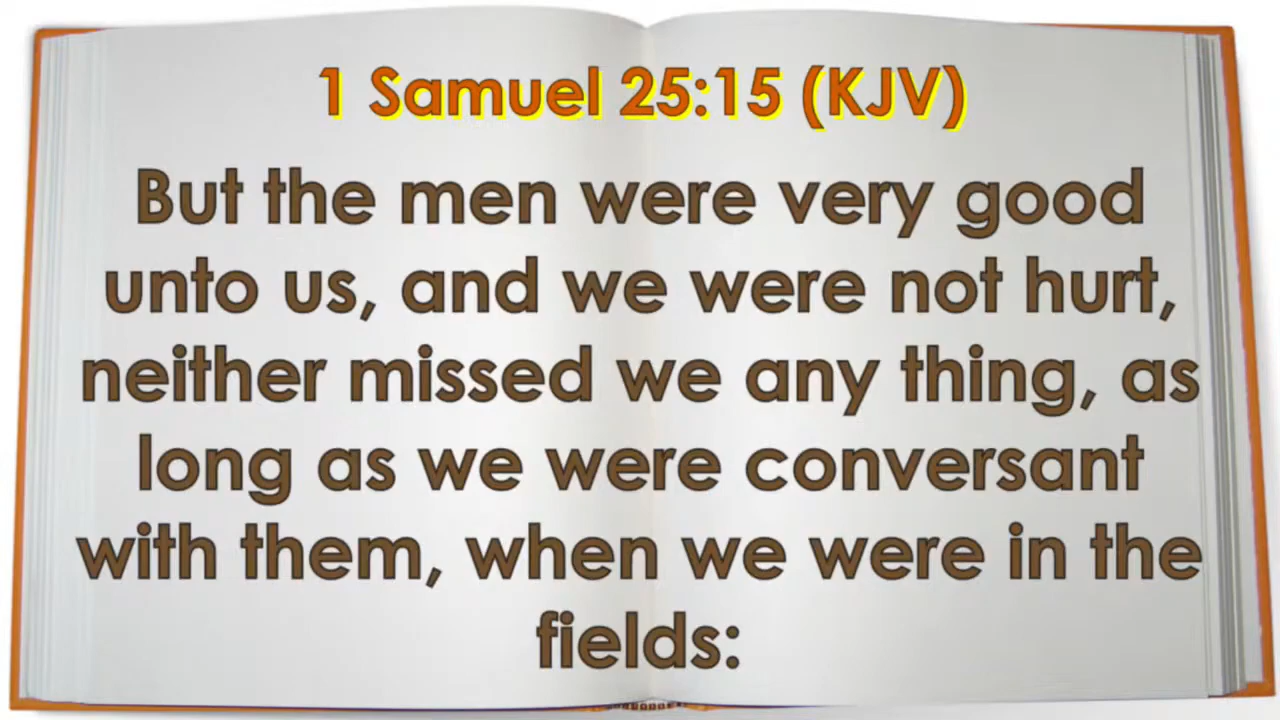 1 Samuel 25:15 (KJV)
But the men were very good
unto us, and we were not hurt,
neither missed we any thing, as
long as we were conversant
with them, when we were in the
fields: